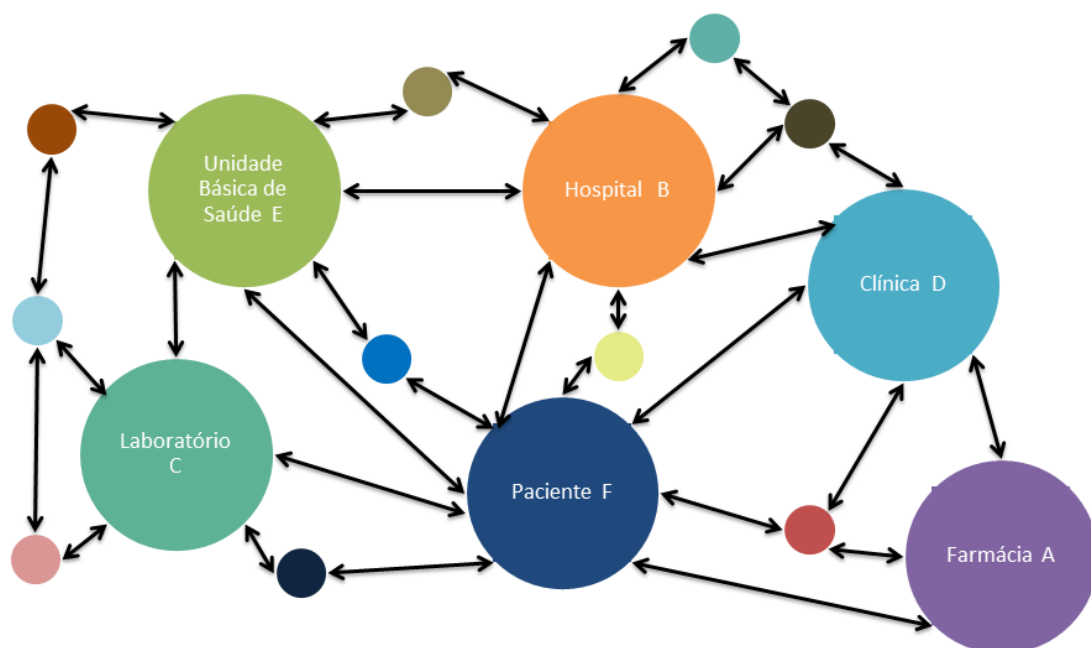 Unidade
Básica de
Saúde E
Hospital B
Clínica D
Laboratório
C
Paciente F
Farmácia A